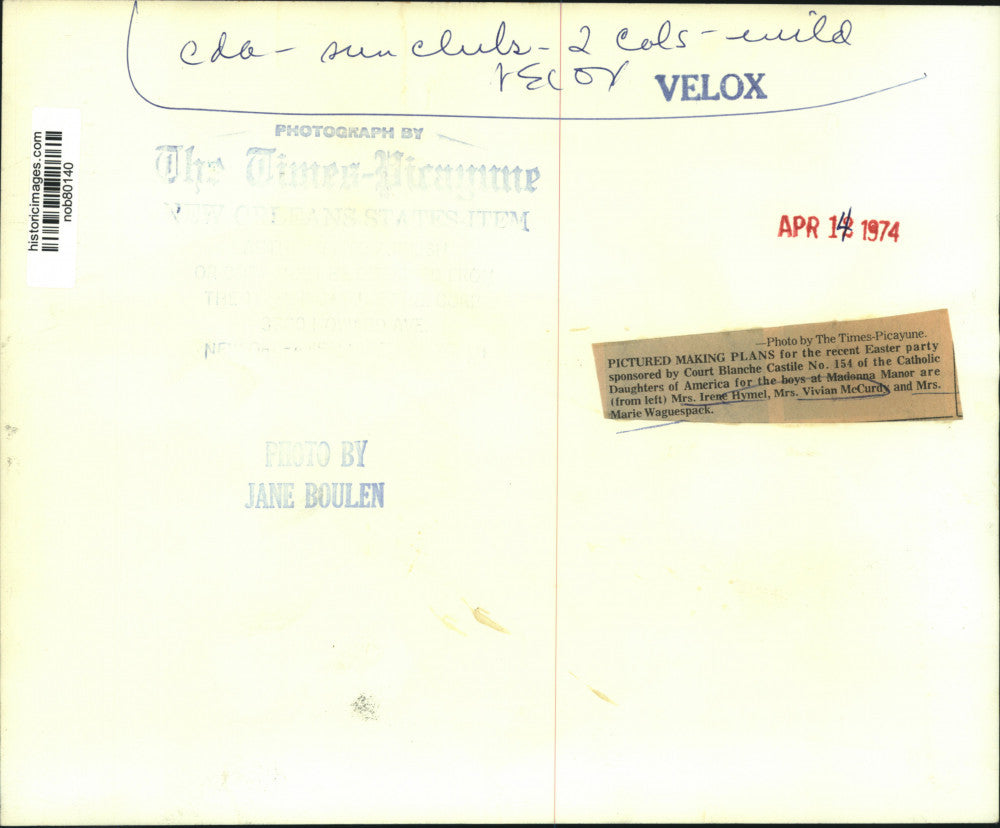 cda - sun clubs - 2 cols - wild
VELOX
historicimages.com
nob80140
PHOTOGRAPH BY
The Times-Picayune
NEW ORLEANS STATES-ITEM
APR 14 1974
—Photo by The Times-Picayune.
PICTURED MAKING PLANS for the recent Easter party
sponsored by Court Blanche Castile No. 154 of the Catholic
Daughters of America for the boys at Madonna Manor are
(from left) Mrs. Irene Hymel, Mrs. Vivian McCurdy and Mrs.
Marie Waguespack.
PHOTO BY
JANE BOULEN